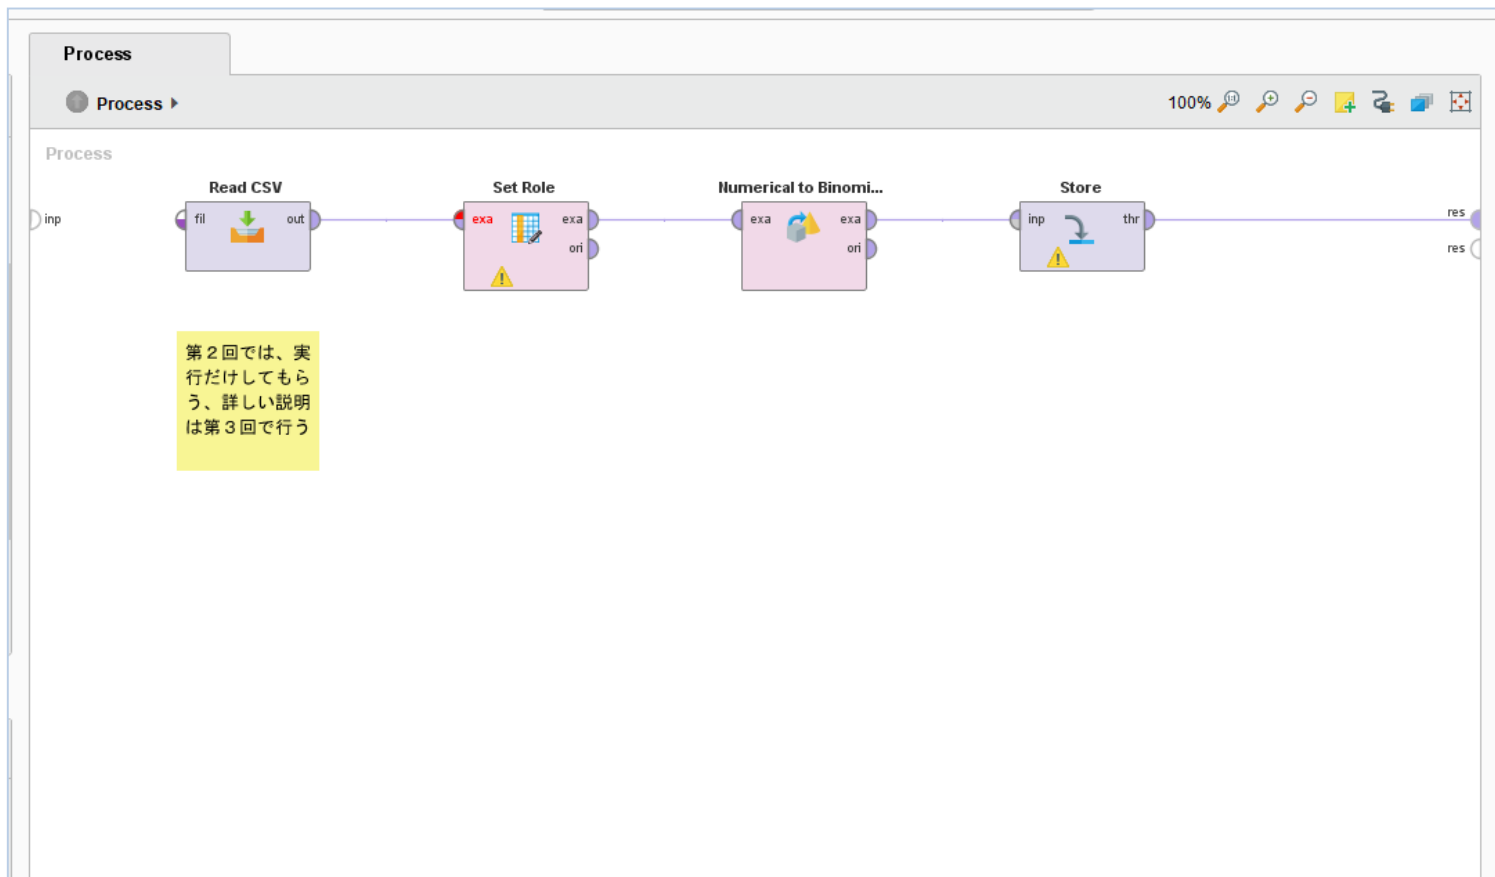 Process
Process
100%
Process
Read CSV
Set Role
Numerical to Binomi...
Store
inp
fil
out
exa
exa
ori
exa
exa
ori
inp
thr
res
res
第２回では、実
行だけしてもら
う、詳しい説明
は第３回で行う